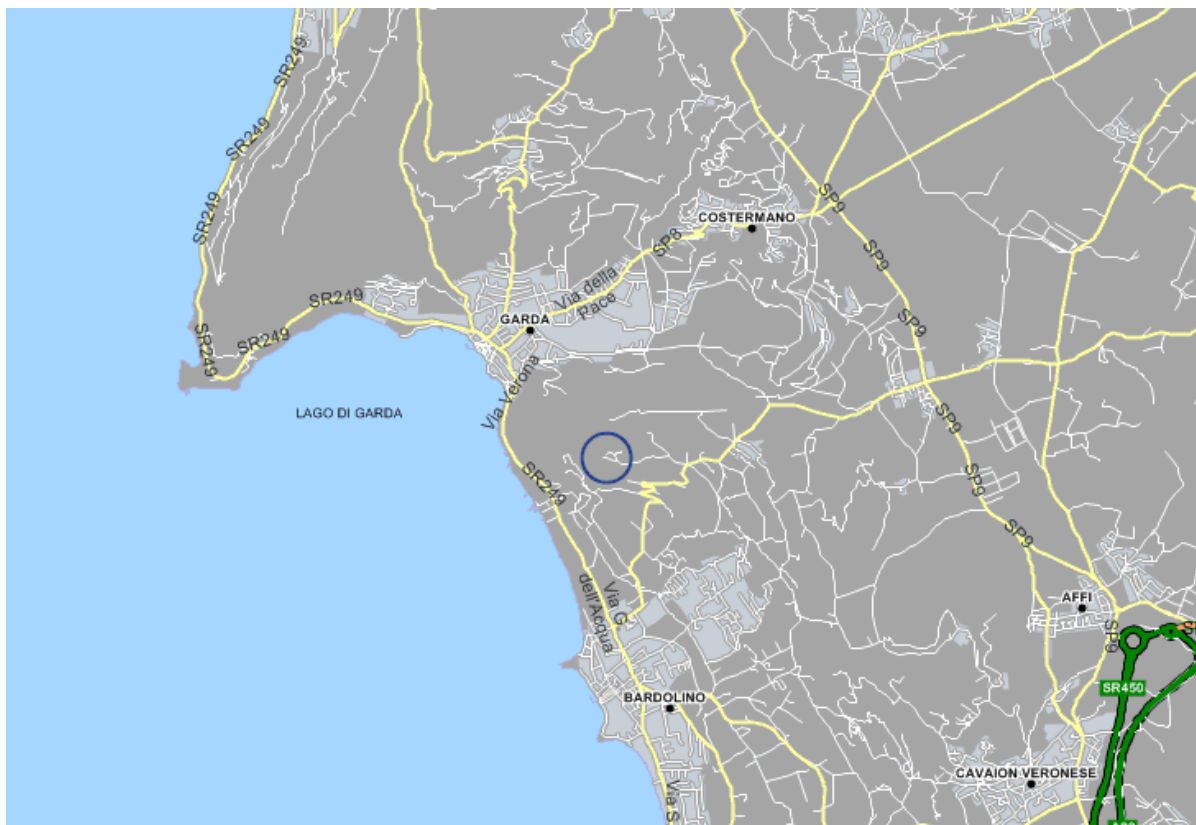 SR249
SR249
SR249
SP9
COSTERMANO
SP8
SP9
Via della
Pace
SR249
GARDA
SP9
SR249
SR249
Via Verona
LAGO DI GARDA
SP9
SR249
SP9
SP9
Via G.
dell'Acqua
AFFI
SP9
SR450
BARDOLINO
CAVAION VERONESE
Via S